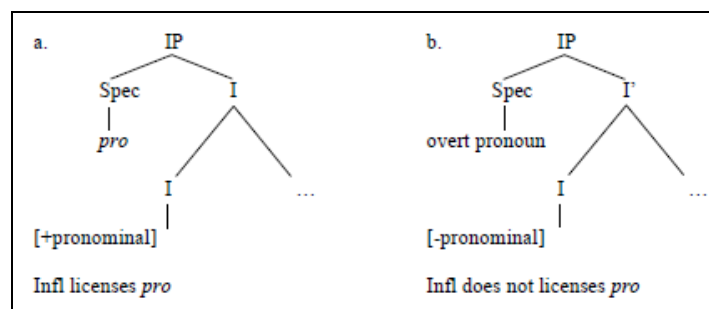 a. IP b. IP
Spec I Spec I’
pro overt pronoun
I … I …
[+pronominal] [-pronominal]
Infl licenses pro Infl does not licenses pro